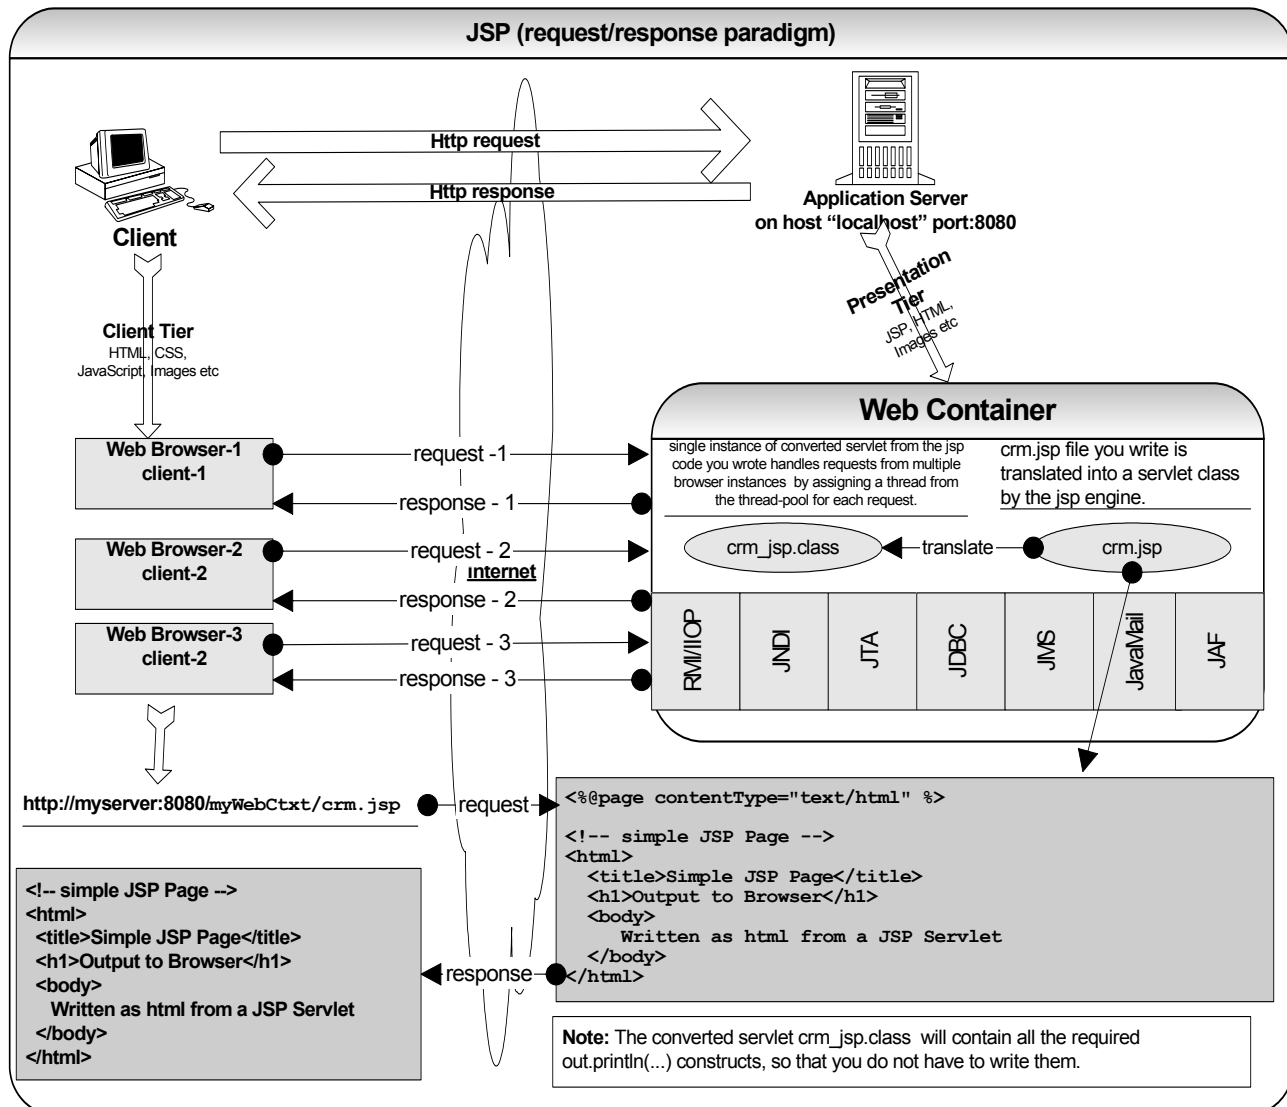 JSP (request/response paradigm)
Http request
Http response
Client
Application Server
on host “localhost” port:8080
Presentation
Tier
JSP, HTML,
Images etc
Client Tier
HTML, CSS,
JavaScript, Images etc
Web Container
single instance of converted servlet from the jsp
code you wrote handles requests from multiple
browser instances by assigning a thread from
the thread-pool for each request.
crm.jsp file you write is
translated into a servlet class
by the jsp engine.
Web Browser-1
client-1
request -1
response - 1
Web Browser-2
client-2
request - 2
internet
response - 2
crm_jsp.class
translate
crm.jsp
Web Browser-3
client-2
request - 3
response - 3
RMI/IIOP
JNDI
JTA
JDBC
JMS
JavaMail
JAF
http://myserver:8080/myWebCtxt/crm.jsp
request
<%@page contentType="text/html" %>
<!-- simple JSP Page -->
<html>
<title>Simple JSP Page</title>
<h1>Output to Browser</h1>
<body>
Written as html from a JSP Servlet
</body>
</html>
response
<!-- simple JSP Page -->
<html>
<title>Simple JSP Page</title>
<h1>Output to Browser</h1>
<body>
Written as html from a JSP Servlet
</body>
</html>
Note: The converted servlet crm_jsp.class will contain all the required
out.println(...) constructs, so that you do not have to write them.